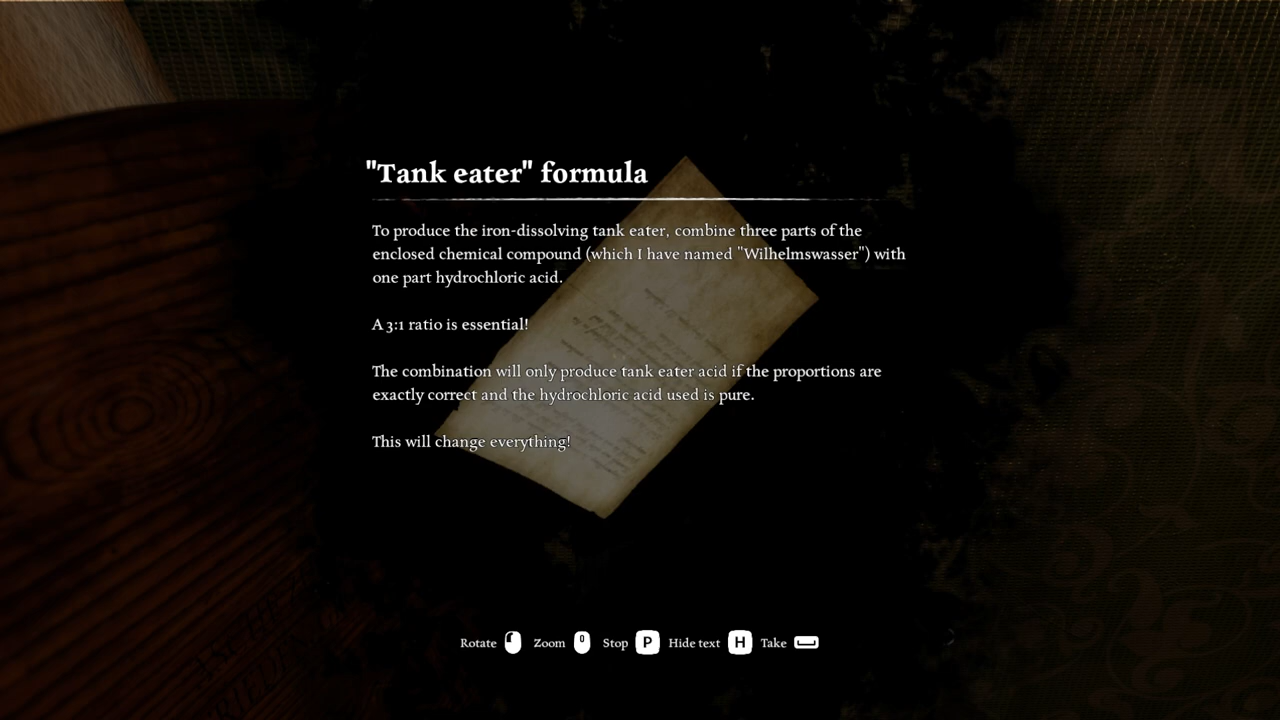 "Tank eater" formula
To produce the iron-dissolving tank eater, combine three parts of the
enclosed chemical compound (which I have named "Wilhelmswasser") with
one part hydrochloric acid.
A 3:1 ratio is essential!
The combination will only produce tank eater acid if the proportions are
exactly correct and the hydrochloric acid used is pure.
This will change everything!
Rotate Zoom 0 Stop P Hide text H Take